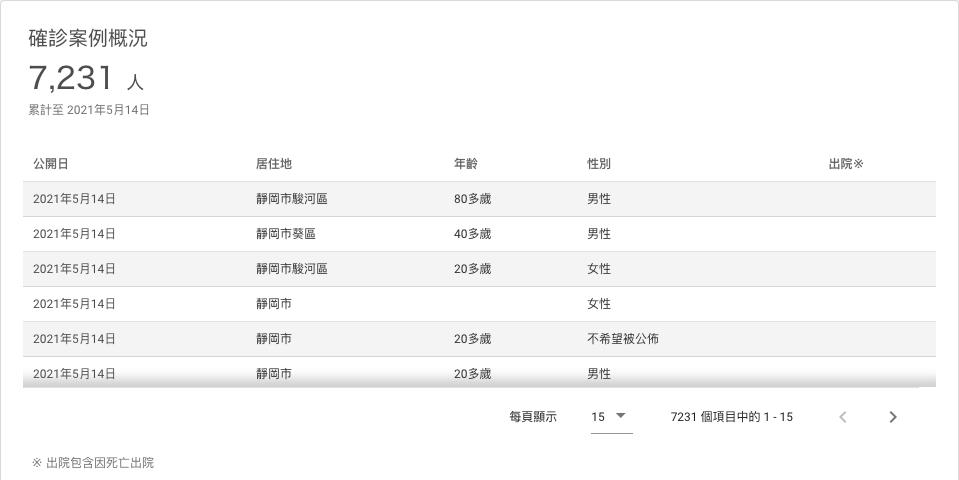 確診案例概況
7,231 人
累計至 2021年5月14日
公開日 居住地 年齡 性別 出院※
2021年5月14日 靜岡市駿河區 80多歲 男性
2021年5月14日 靜岡市葵區 40多歲 男性
2021年5月14日 靜岡市駿河區 20多歲 女性
2021年5月14日 靜岡市 女性
2021年5月14日 靜岡市 20多歲 不希望被公佈
2021年5月14日 靜岡市 20多歲 男性
每頁顯示 15 7231 個項目中的 1 - 15
※ 出院包含因死亡出院